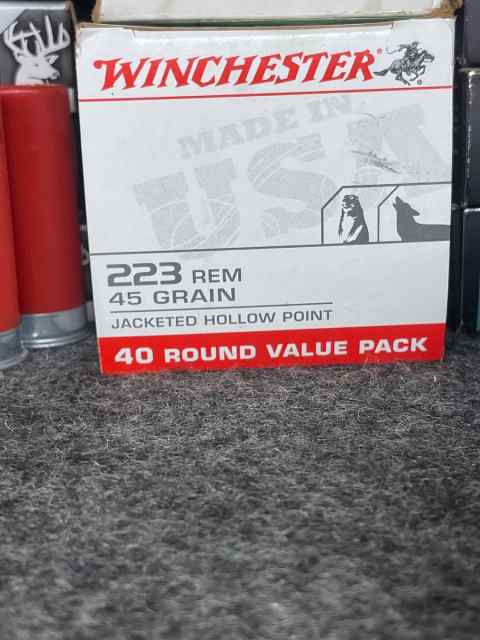 WINCHESTER®
MADE IN
USA
223 REM
45 GRAIN
JACKETED HOLLOW POINT
40 ROUND VALUE PACK